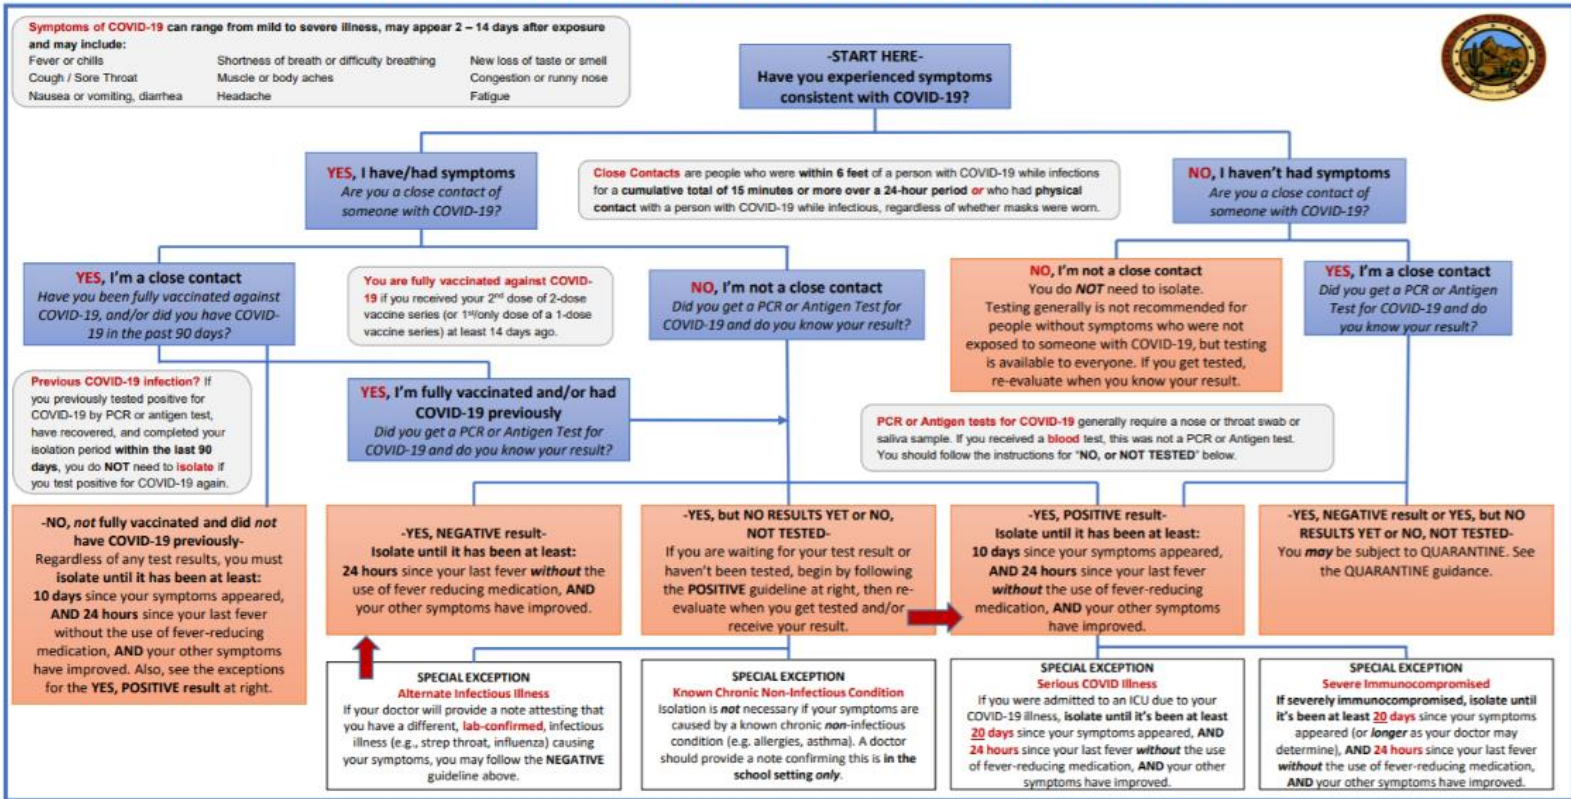 Symptoms of COVID-19 can range from mild to severe illness, may appear 2 – 14 days after exposure
and may include:
Fever or chills Shortness of breath or difficulty breathing New loss of taste or smell
Cough / Sore Throat Muscle or body aches Congestion or runny nose
Nausea or vomiting, diarrhea Headache Fatigue
-START HERE-
Have you experienced symptoms
consistent with COVID-19?
YES, I have/had symptoms
Are you a close contact of
someone with COVID-19?
Close Contacts are people who were within 6 feet of a person with COVID-19 while infections
for a cumulative total of 15 minutes or more over a 24-hour period or who had physical
contact with a person with COVID-19 while infectious, regardless of whether masks were worn.
NO, I haven't had symptoms
Are you a close contact of
someone with COVID-19?
YES, I'm a close contact
Have you been fully vaccinated against
COVID-19, and/or did you have COVID-
19 in the past 90 days?
You are fully vaccinated against COVID-
19 if you received your 2nd dose of 2-dose
vaccine series (or 1st/only dose of a 1-dose
vaccine series) at least 14 days ago.
NO, I'm not a close contact
Did you get a PCR or Antigen Test for
COVID-19 and do you know your result?
NO, I'm not a close contact
You do NOT need to isolate.
Testing generally is not recommended for
people without symptoms who were not
exposed to someone with COVID-19, but testing
is available to everyone. If you get tested,
re-evaluate when you know your result.
YES, I'm a close contact
Did you get a PCR or Antigen
Test for COVID-19 and do
you know your result?
Previous COVID-19 infection? If
you previously tested positive for
COVID-19 by PCR or antigen test,
have recovered, and completed your
isolation period within the last 90
days, you do NOT need to isolate if
you test positive for COVID-19 again.
YES, I'm fully vaccinated and/or had
COVID-19 previously
Did you get a PCR or Antigen Test for
COVID-19 and do you know your result?
PCR or Antigen tests for COVID-19 generally require a nose or throat swab or
saliva sample. If you received a blood test, this was not a PCR or Antigen test.
You should follow the instructions for "NO, or NOT TESTED" below.
-NO, not fully vaccinated and did not
have COVID-19 previously-
Regardless of any test results, you must
isolate until it has been at least:
10 days since your symptoms appeared,
AND 24 hours since your last fever
without the use of fever-reducing
medication, AND your other symptoms
have improved. Also, see the exceptions
for the YES, POSITIVE result at right.
-YES, NEGATIVE result-
Isolate until it has been at least:
24 hours since your last fever without the
use of fever reducing medication, AND
your other symptoms have improved.
-YES, but NO RESULTS YET or NO,
NOT TESTED-
If you are waiting for your test result or
haven't been tested, begin by following
the POSITIVE guideline at right, then re-
evaluate when you get tested and/or
receive your result.
-YES, POSITIVE result-
Isolate until it has been at least:
10 days since your symptoms appeared,
AND 24 hours since your last fever
without the use of fever-reducing
medication, AND your other symptoms
have improved.
-YES, NEGATIVE result or YES, but NO
RESULTS YET or NO, NOT TESTED-
You may be subject to QUARANTINE. See
the QUARANTINE guidance.
SPECIAL EXCEPTION
Alternate Infectious Illness
If your doctor will provide a note attesting that
you have a different, lab-confirmed, infectious
illness (e.g., strep throat, influenza) causing
your symptoms, you may follow the NEGATIVE
guideline above.
SPECIAL EXCEPTION
Known Chronic Non-Infectious Condition
Isolation is not necessary if your symptoms are
caused by a known chronic non-infectious
condition (e.g. allergies, asthma). A doctor
should provide a note confirming this is in the
school setting only.
SPECIAL EXCEPTION
Serious COVID Illness
If you were admitted to an ICU due to your
COVID-19 illness, isolate until it's been at least
20 days since your symptoms appeared, AND
24 hours since your last fever without the use
of fever-reducing medication, AND your other
symptoms have improved.
SPECIAL EXCEPTION
Severe Immunocompromised
If severely immunocompromised, isolate until
it's been at least 20 days since your symptoms
appeared (or longer as your doctor may
determine), AND 24 hours since your last fever
without the use of fever-reducing medication,
AND your other symptoms have improved.